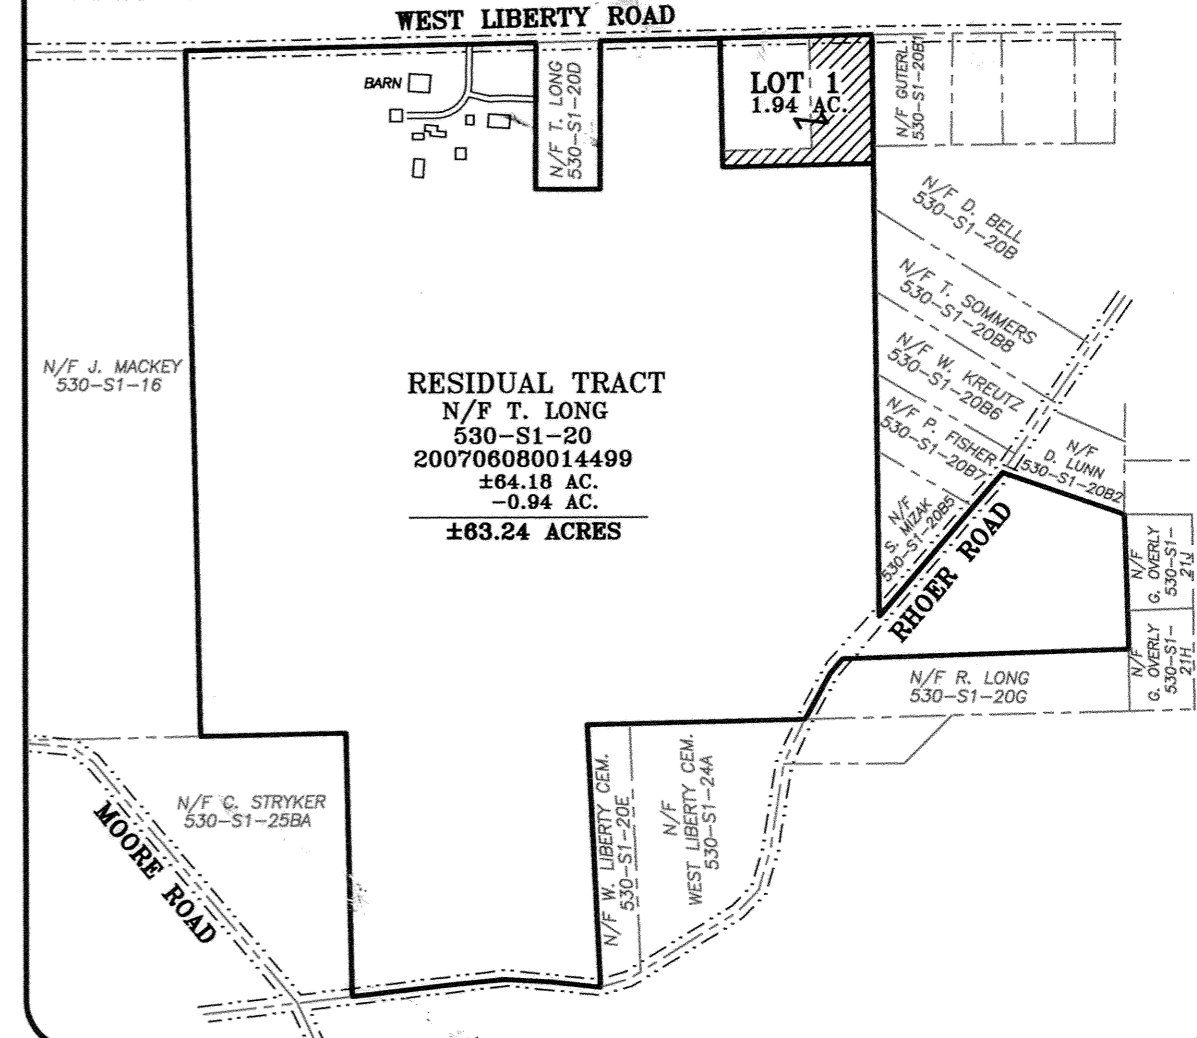 WEST LIBERTY ROAD
BARN
N/F T. LONG
530-S1-20D
LOT 1
1.94 AC.
Z
N/F GUTERL
530-S1-20B1
N/F D. BELL
530-S1-20B
N/F T. SOMMERS
530-S1-20B8
N/F W. KREUTZ
530-S1-20B6
N/F P. FISHER
530-S1-20B7
N/F
D. LUNN
530-S1-20B2
N/F
S. MIZAK
530-S1-20B5
N/F J. MACKEY
530-S1-16
RESIDUAL TRACT
N/F T. LONG
530-S1-20
200706080014499
±64.18 AC.
-0.94 AC.
±63.24 ACRES
RHOER ROAD
N/F
G. OVERLY
530-S1-
21J
N/F
G. OVERLY
530-S1-
21H
N/F R. LONG
530-S1-20G
N/F C. STRYKER
530-S1-25BA
MOORE ROAD
N/F W. LIBERTY CEM.
530-S1-20E
N/F
WEST LIBERTY CEM.
530-S1-24A